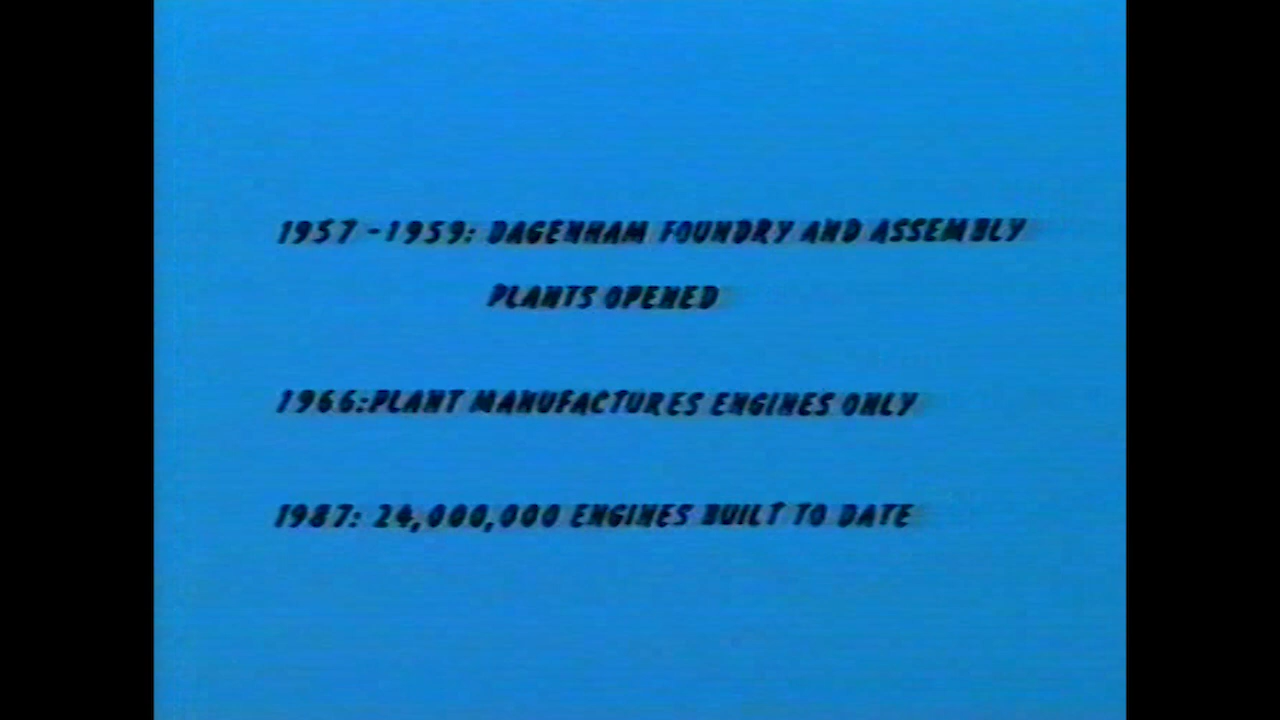 1957 -1959: DAGENHAM FOUNDRY AND ASSEMBLY
PLANTS OPENED
1966:PLANT MANUFACTURES ENGINES ONLY
1987: 24,000,000 ENGINES BUILT TO DATE